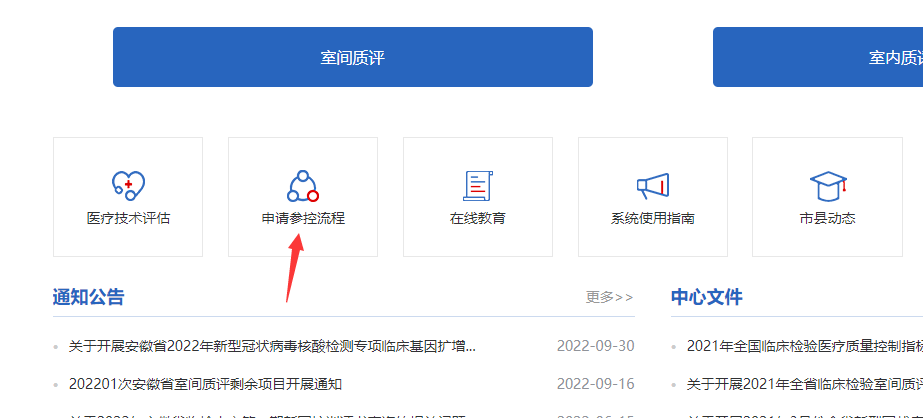 室间质评
室内质
医疗技术评估
申请参控流程
在线教育
系统使用指南
市县动态
通知公告
更多>>
中心文件
关于开展安徽省2022年新型冠状病毒核酸检测专项临床基因扩增... 2022-09-30
2021年全国临床检验医疗质量控制指标
202201次安徽省室间质评剩余项目开展通知 2022-09-16
关于开展2021年全省临床检验室间质评